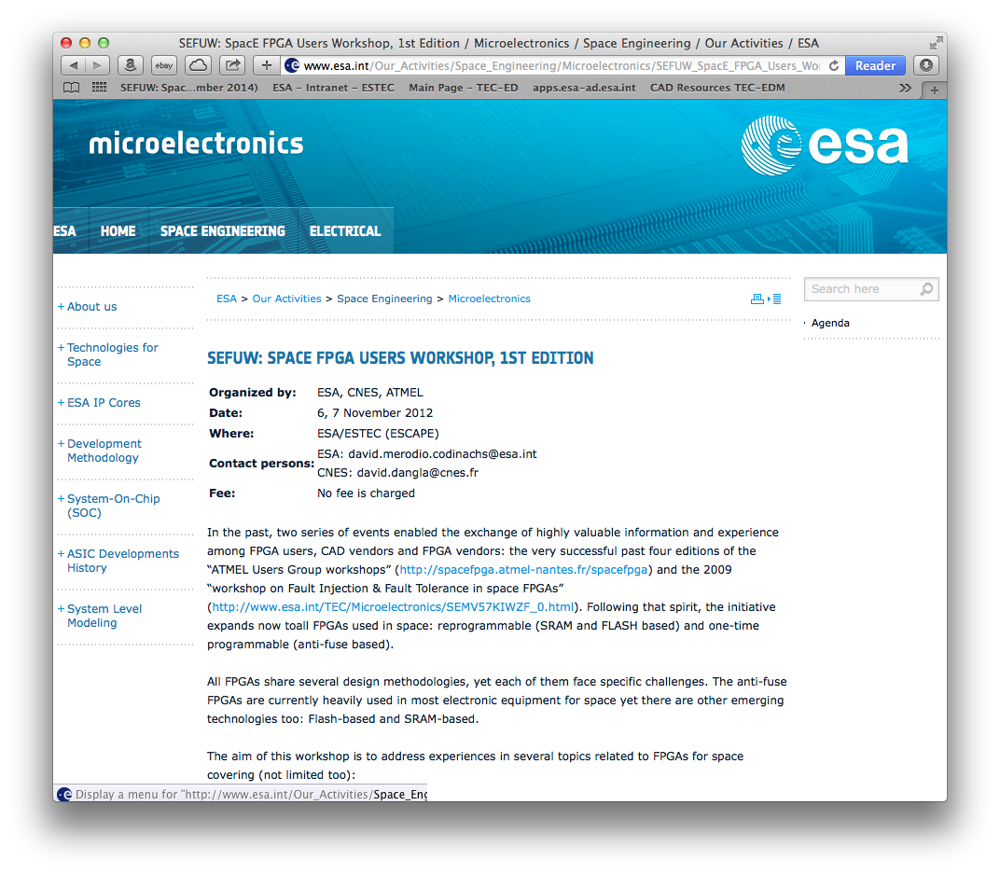 SEFUW: SpacE FPGA Users Workshop, 1st Edition / Microelectronics / Space Engineering / Our Activities / ESA
ebay
www.esa.int/Our_Activities/Space_Engineering/Microelectronics/SEFUW_SpacE_FPGA_Users_Wo
Reader
SEFUW: Spac...mber 2014) ESA - Intranet - ESTEC Main Page - TEC-ED apps.esa-ad.esa.int CAD Resources TEC-EDM
microelectronics
esa
ESA HOME SPACE ENGINEERING ELECTRICAL
ESA > Our Activities > Space Engineering > Microelectronics
Search here
Agenda
+ About us
+ Technologies for
Space
+ ESA IP Cores
+ Development
Methodology
+ System-On-Chip
(SOC)
+ ASIC Developments
History
+ System Level
Modeling
SEFUW: SPACE FPGA USERS WORKSHOP, 1ST EDITION
Organized by: ESA, CNES, ATMEL
Date: 6, 7 November 2012
Where: ESA/ESTEC (ESCAPE)
Contact persons: ESA: david.merodio.codinachs@esa.int
CNES: david.dangla@cnes.fr
Fee: No fee is charged
In the past, two series of events enabled the exchange of highly valuable information and experience
among FPGA users, CAD vendors and FPGA vendors: the very successful past four editions of the
“ATMEL Users Group workshops” (http://spacefpga.atmel-nantes.fr/spacefpga) and the 2009
“workshop on Fault Injection & Fault Tolerance in space FPGAs”
(http://www.esa.int/TEC/Microelectronics/SEMV57KIWZF_0.html). Following that spirit, the initiative
expands now toall FPGAs used in space: reprogrammable (SRAM and FLASH based) and one-time
programmable (anti-fuse based).
All FPGAs share several design methodologies, yet each of them face specific challenges. The anti-fuse
FPGAs are currently heavily used in most electronic equipment for space yet there are other emerging
technologies too: Flash-based and SRAM-based.
The aim of this workshop is to address experiences in several topics related to FPGAs for space
covering (not limited too):
Display a menu for "http://www.esa.int/Our_Activities/Space_Eng